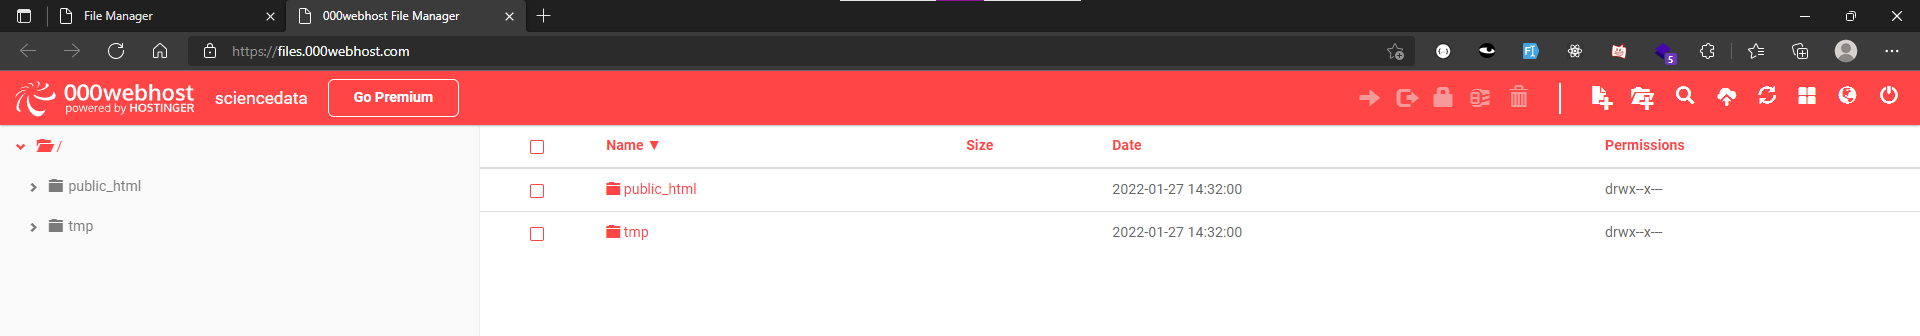 File Manager
000webhost File Manager
https://files.000webhost.com
5
000webhost
powered by HOSTINGER
sciencedata
Go Premium
/
public_html
tmp
Name ▼ Size Date Permissions
public_html 2022-01-27 14:32:00 drwx--x---
tmp 2022-01-27 14:32:00 drwx--x---